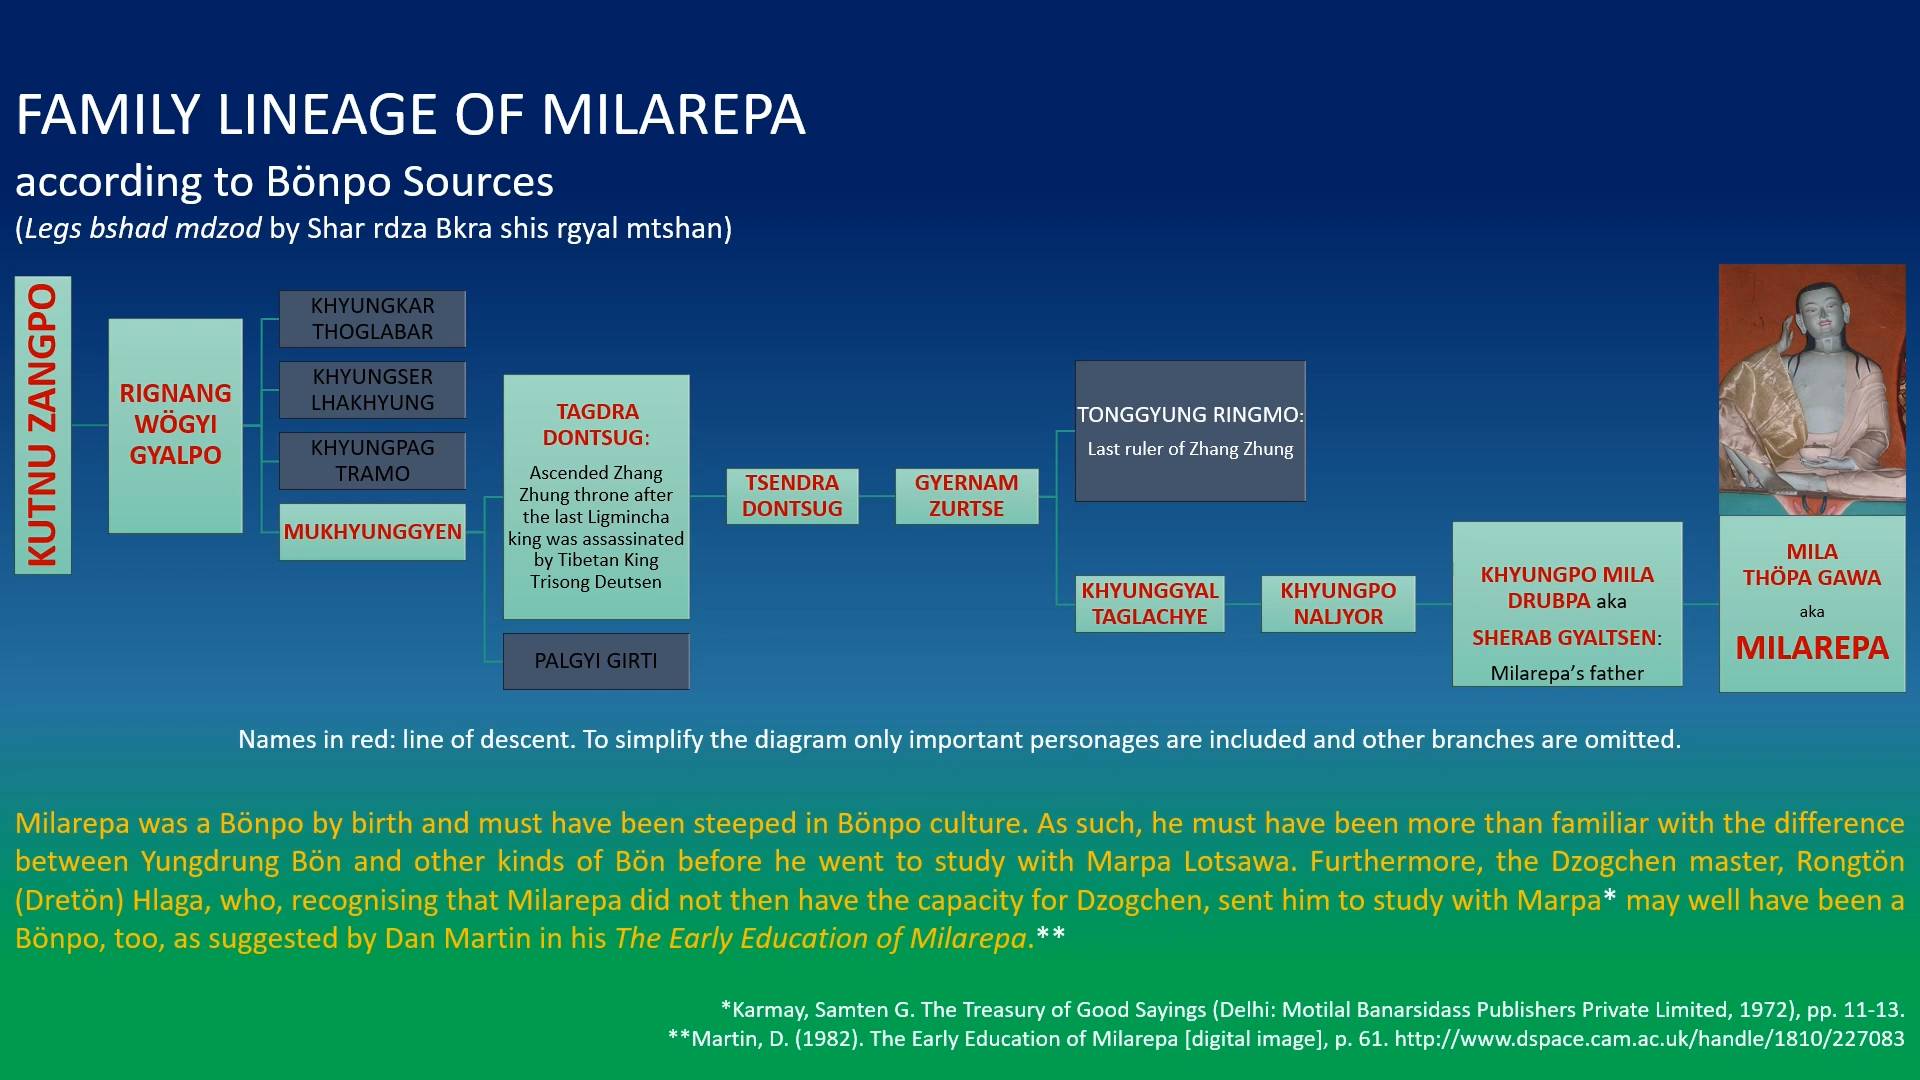 FAMILY LINEAGE OF MILAREPA
according to Bönpo Sources
(Legs bshad mdzod by Shar rdza Bkra shis rgyal mtshan)
KUTNU ZANGPO
RIGNANG
WÖGYI
GYALPO
KHYUNGKAR
THOGLABAR
KHYUNGSER
LHAKHYUNG
KHYUNGPAG
TRAMO
MUKHYUNGGYEN
TAGDRA
DONTSUG:
Ascended Zhang
Zhung throne after
the last Ligmincha
king was assassinated
by Tibetan King
Trisong Deutsen
PALGYI GIRTI
TSENDRA
DONTSUG
GYERNAM
ZURTSE
TONGGYUNG RINGMO:
Last ruler of Zhang Zhung
KHYUNGGYAL
TAGLACHYE
KHYUNGPO
NALJYOR
KHYUNGPO MILA
DRUBPA aka
SHERAB GYALTSEN:
Milarepa’s father
MILA
THÖPA GAWA
aka
MILAREPA
Names in red: line of descent. To simplify the diagram only important personages are included and other branches are omitted.
Milarepa was a Bönpo by birth and must have been steeped in Bönpo culture. As such, he must have been more than familiar with the difference
between Yungdrung Bön and other kinds of Bön before he went to study with Marpa Lotsawa. Furthermore, the Dzogchen master, Rongtön
(Dretön) Hlaga, who, recognising that Milarepa did not then have the capacity for Dzogchen, sent him to study with Marpa* may well have been a
Bönpo, too, as suggested by Dan Martin in his The Early Education of Milarepa.**
*Karmay, Samten G. The Treasury of Good Sayings (Delhi: Motilal Banarsidass Publishers Private Limited, 1972), pp. 11-13.
**Martin, D. (1982). The Early Education of Milarepa [digital image], p. 61. http://www.dspace.cam.ac.uk/handle/1810/227083